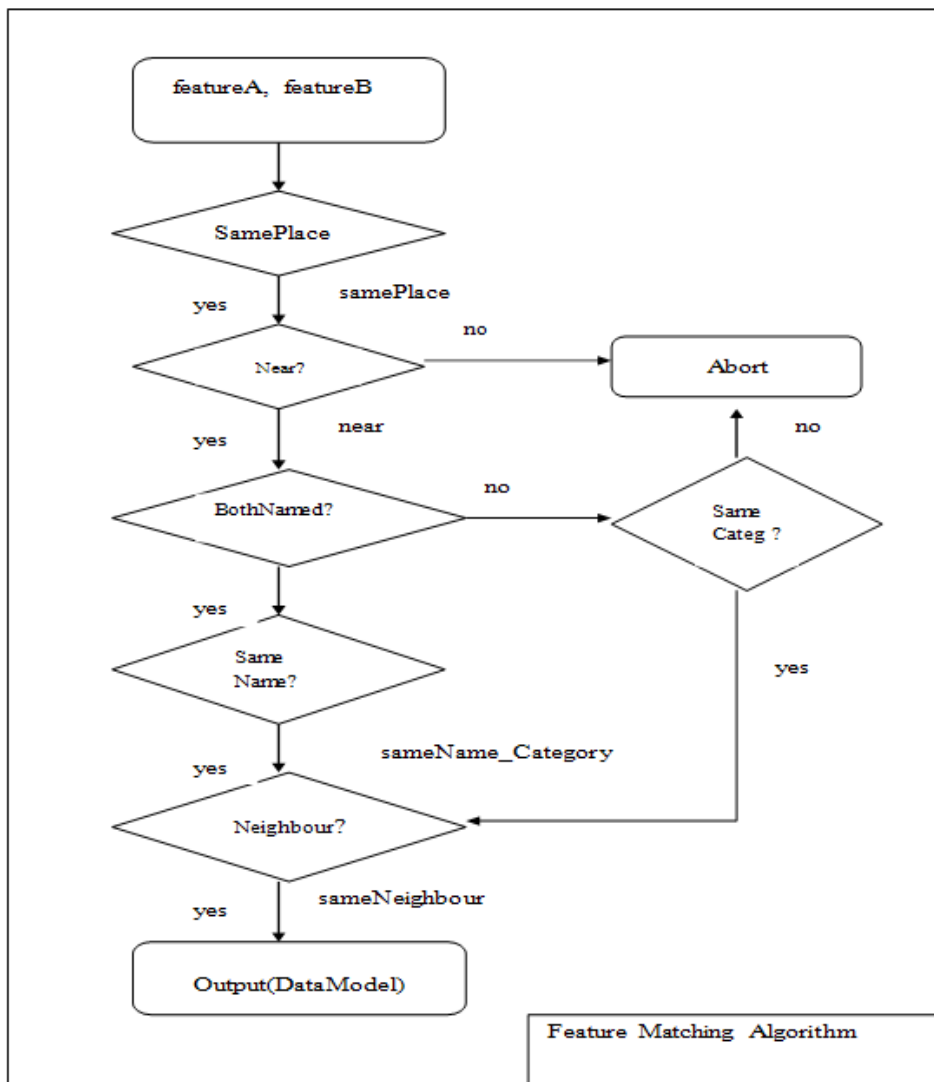 featureA, featureB
SamePlace
samePlace
yes
no
Near?
Abort
near
yes
no
no
BothNamed?
Same
Categ ?
yes
Same
Name?
yes
sameName_Category
yes
Neighbour?
sameNeighbour
yes
Output(DataModel)
Feature Matching Algorithm